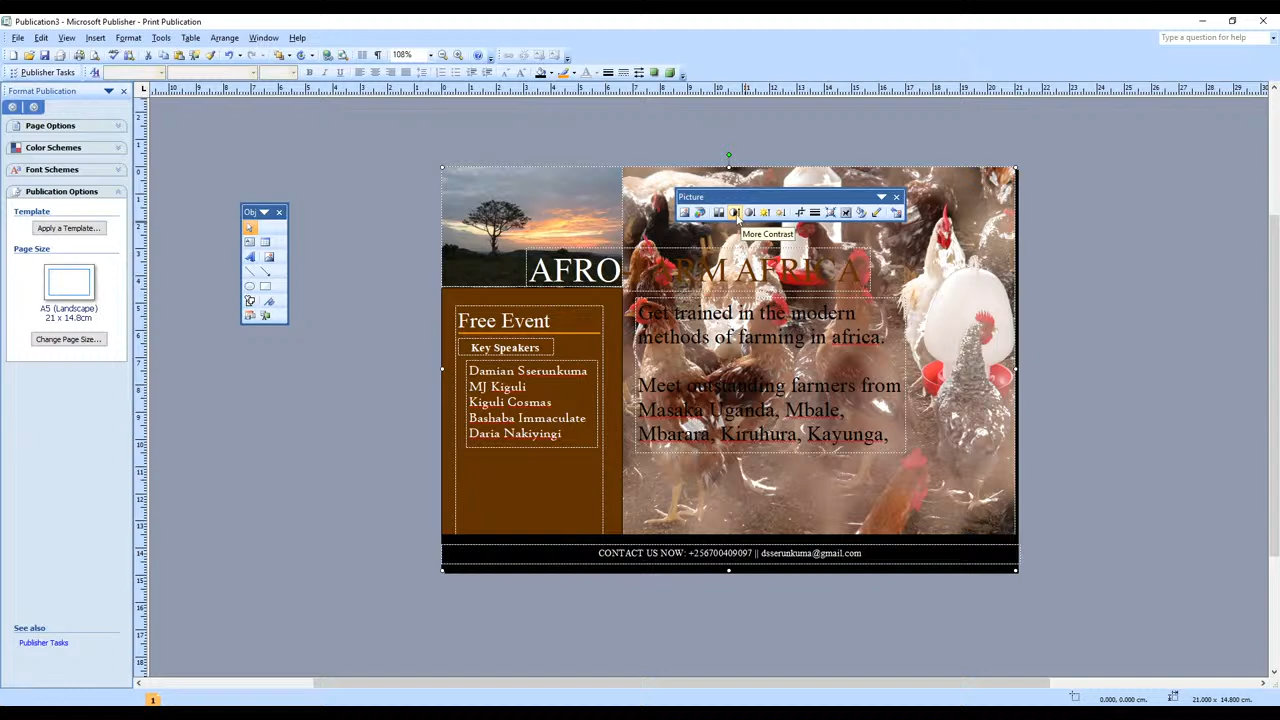 Publication3 - Microsoft Publisher - Print Publication
File Edit View Insert Format Tools Table Arrange Window Help
Type a question for help
108%
Publisher Tasks
Format Publication
Page Options
Color Schemes
Font Schemes
Publication Options
Template
Apply a Template...
Page Size
A5 (Landscape)
21 x 14.8cm
Change Page Size...
See also
Publisher Tasks
Obj
Picture
More Contrast
AFRO FARM AFRICA
Free Event
Key Speakers
Damian Sserunkuma
MJ Kiguli
Kiguli Cosmas
Bashaba Immaculate
Daria Nakiyingi
Get trained in the modern
methods of farming in africa.
Meet outstanding farmers from
Masaka Uganda, Mbale,
Mbarara, Kiruhura, Kayunga,
CONTACT US NOW: +256700409097 || dsserunkuma@gmail.com
1
0.000, 0.000 cm.
21.000 x 14.800 cm.